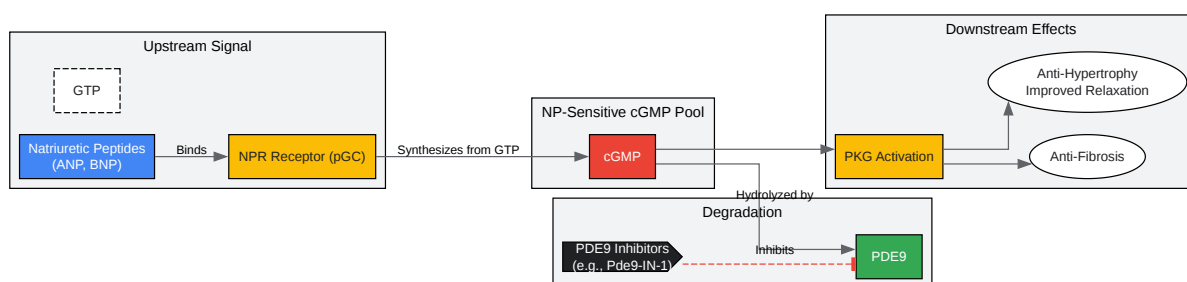 Upstream Signal
GTP
Natriuretic Peptides
(ANP, BNP)
Binds
NPR Receptor (pGC)
Synthesizes from GTP
NP-Sensitive cGMP Pool
cGMP
Downstream Effects
PKG Activation
Anti-Hypertrophy
Improved Relaxation
Anti-Fibrosis
Hydrolyzed by
Degradation
PDE9 Inhibitors
(e.g., Pde9-IN-1)
Inhibits
PDE9